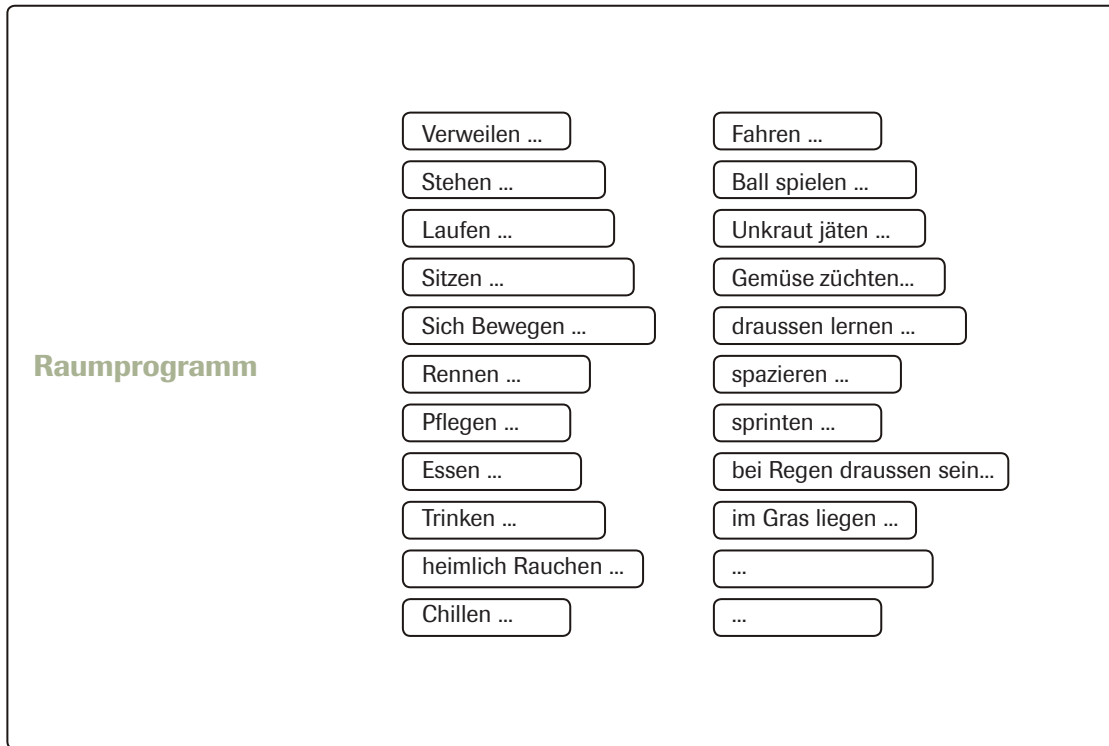 Raumprogramm
Verweilen ...
Stehen ...
Laufen ...
Sitzen ...
Sich Bewegen ...
Rennen ...
Pflegen ...
Essen ...
Trinken ...
heimlich Rauchen ...
Chillen ...
Fahren ...
Ball spielen ...
Unkraut jäten ...
Gemüse züchten...
draussen lernen ...
spazieren ...
sprinten ...
bei Regen draussen sein...
im Gras liegen ...
...
...